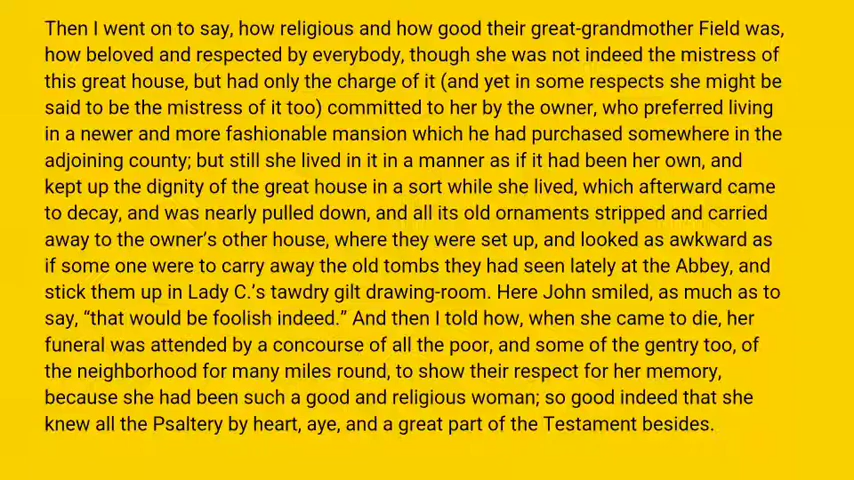 Then I went on to say, how religious and how good their great-grandmother Field was,
how beloved and respected by everybody, though she was not indeed the mistress of
this great house, but had only the charge of it (and yet in some respects she might be
said to be the mistress of it too) committed to her by the owner, who preferred living
in a newer and more fashionable mansion which he had purchased somewhere in the
adjoining county; but still she lived in it in a manner as if it had been her own, and
kept up the dignity of the great house in a sort while she lived, which afterward came
to decay, and was nearly pulled down, and all its old ornaments stripped and carried
away to the owner’s other house, where they were set up, and looked as awkward as
if some one were to carry away the old tombs they had seen lately at the Abbey, and
stick them up in Lady C.’s tawdry gilt drawing-room. Here John smiled, as much as to
say, “that would be foolish indeed.” And then I told how, when she came to die, her
funeral was attended by a concourse of all the poor, and some of the gentry too, of
the neighborhood for many miles round, to show their respect for her memory,
because she had been such a good and religious woman; so good indeed that she
knew all the Psaltery by heart, aye, and a great part of the Testament besides.